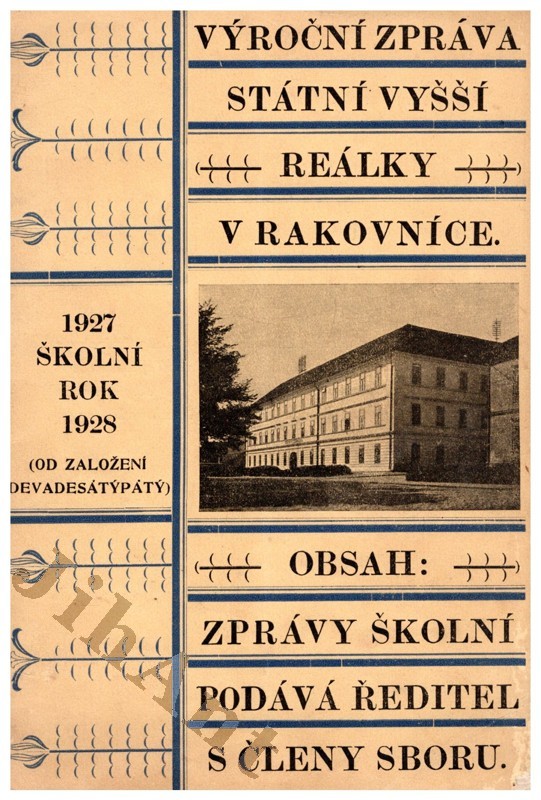 VÝROČNÍ ZPRÁVA
STÁTNÍ VYŠŠÍ
REÁLKY
V RAKOVNÍCE.
1927
ŠKOLNÍ
ROK
1928
(OD ZALOŽENÍ
DEVADESÁTÝPÁTÝ)
OBSAH:
ZPRÁVY ŠKOLNÍ
PODÁVÁ ŘEDITEL
S ČLENY SBORU.
JihAnt